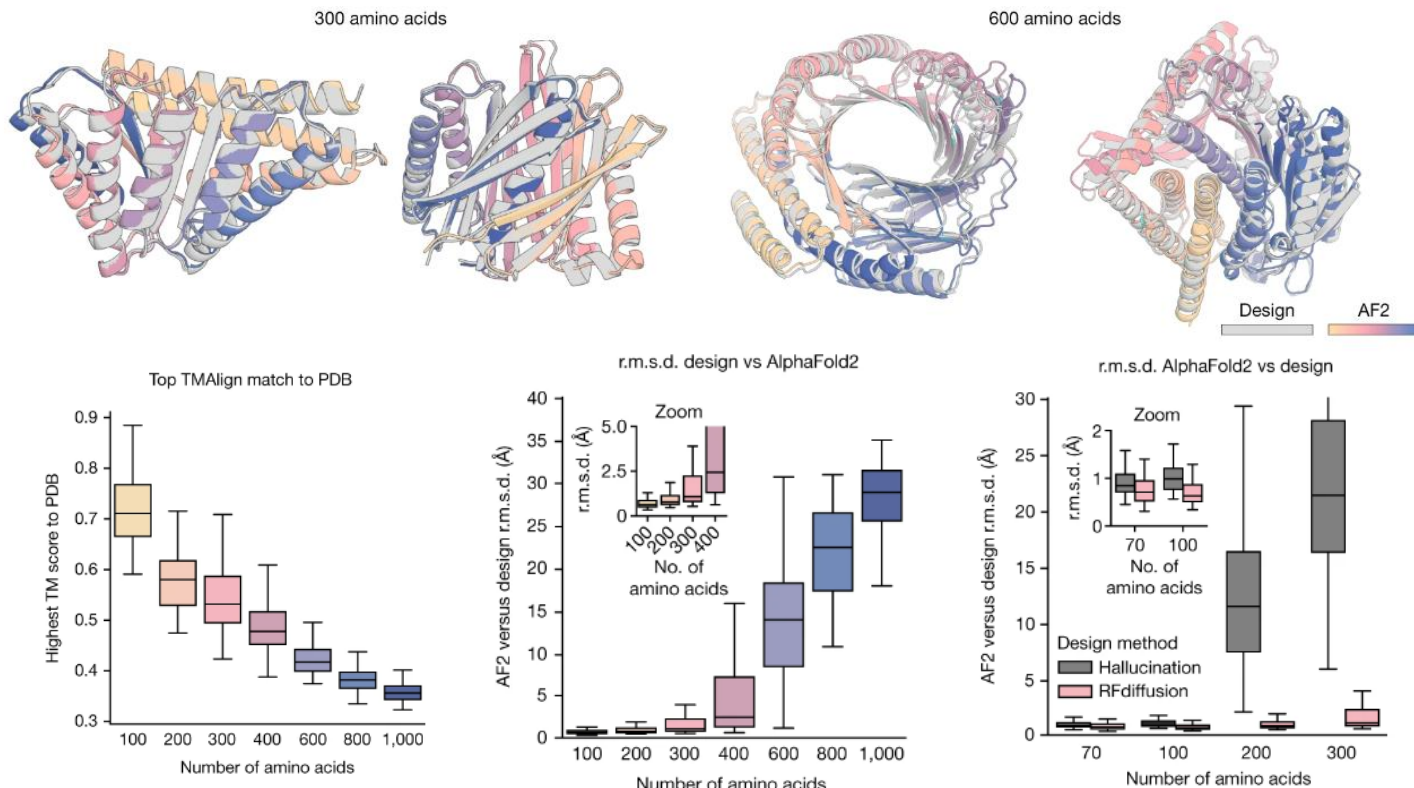 300 amino acids
600 amino acids
Design
AF2
Top TMAlign match to PDB
Highest TM score to PDB
0.9
0.8
0.7
0.6
0.5
0.4
0.3
100 200 300 400 600 800 1,000
Number of amino acids
r.m.s.d. design vs AlphaFold2
AF2 versus design r.m.s.d. (Å)
40
35
30
25
20
15
10
5
0
Zoom
r.m.s.d. (Å)
5.0
2.5
0
100 200 300 400
No. of
amino acids
100 200 300 400 600 800 1,000
Number of amino acids
r.m.s.d. AlphaFold2 vs design
AF2 versus design r.m.s.d. (Å)
30
25
20
15
10
5
0
Zoom
r.m.s.d. (Å)
2
1
0
70 100
No. of
amino acids
Design method
Hallucination
RFdiffusion
70 100 200 300
Number of amino acids